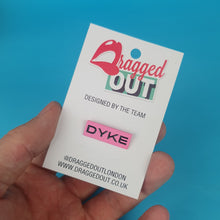 Dragged
OUT
DESIGNED BY THE TEAM
DYKE
@DRAGGEDOUTLONDON
WWW.DRAGGEDOUT.CO.UK